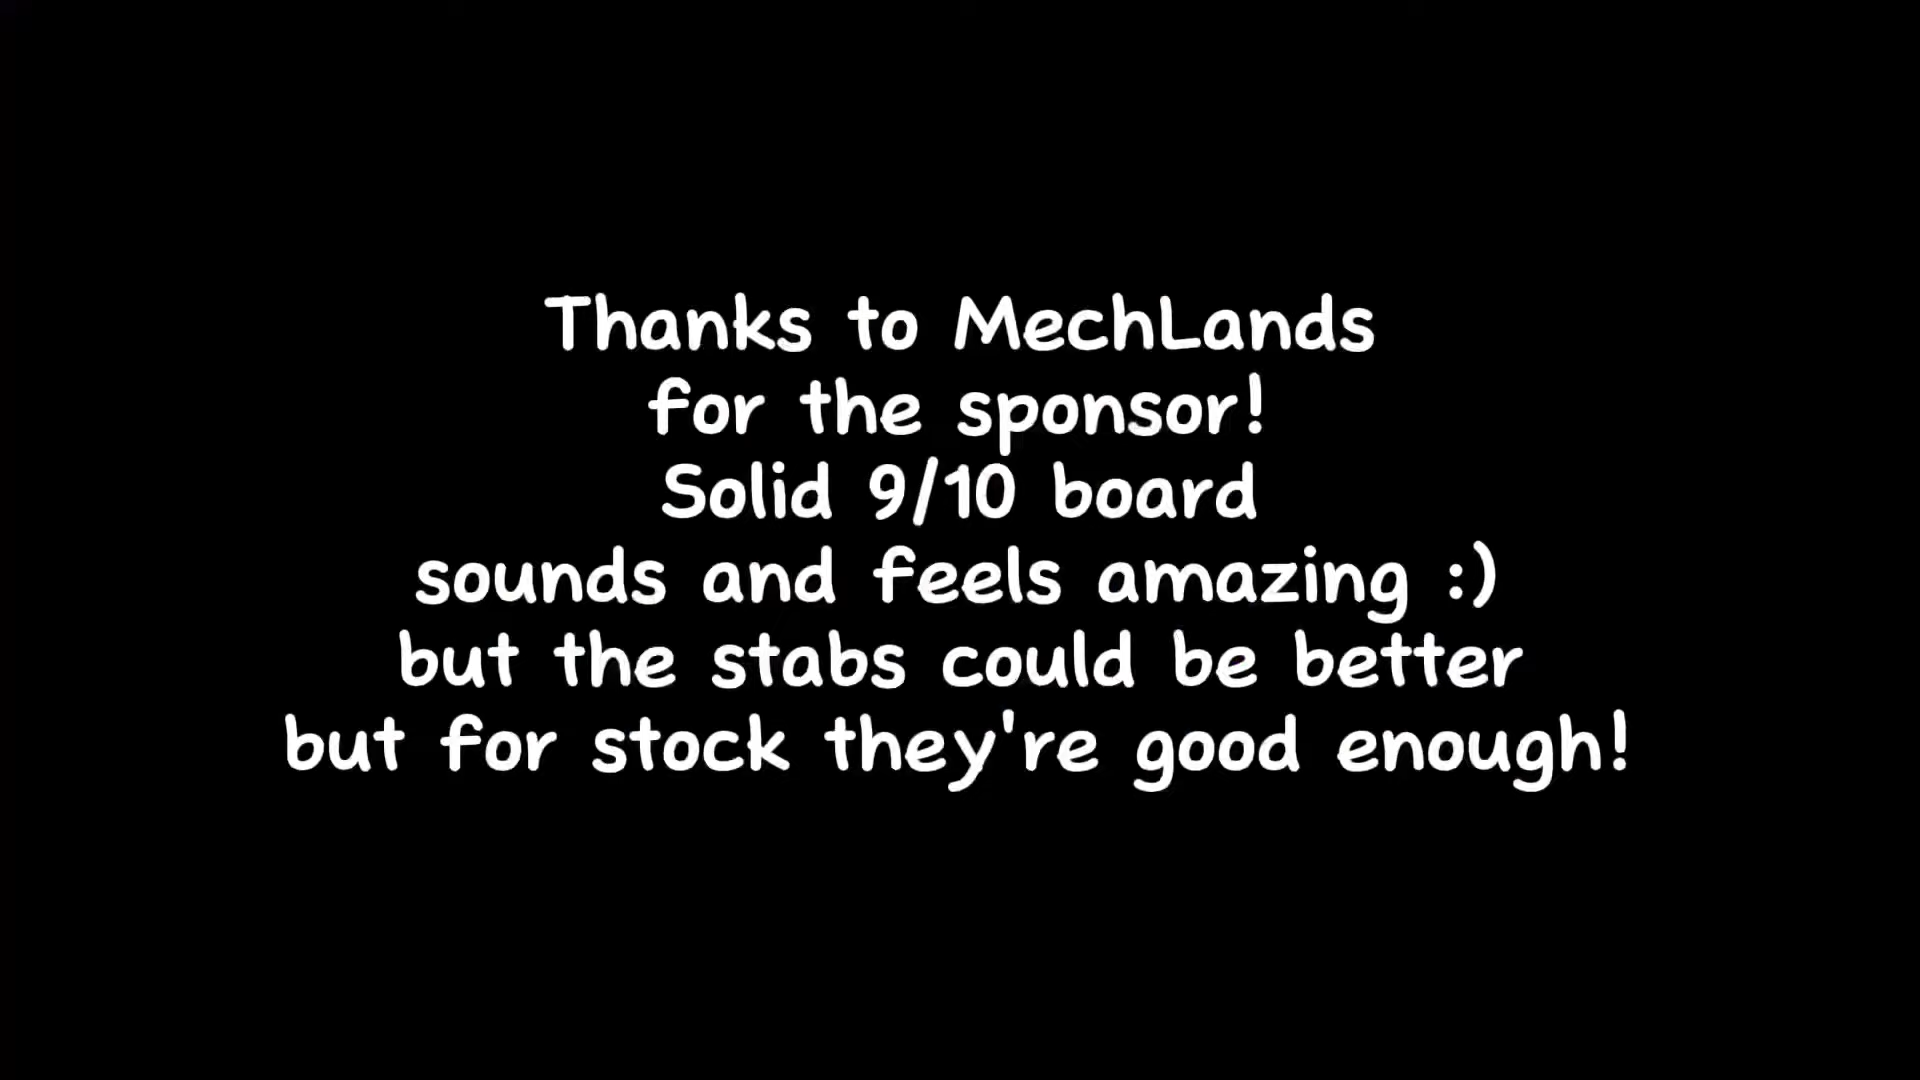 Thanks to MechLands
for the sponsor!
Solid 9/10 board
sounds and feels amazing :)
but the stabs could be better
but for stock they're good enough!